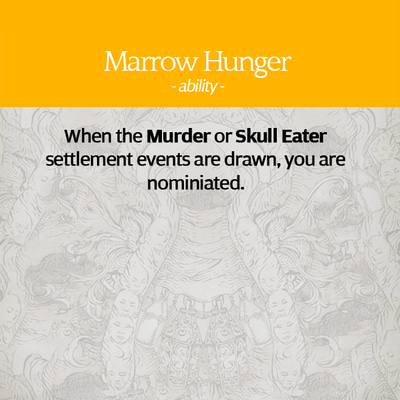 Marrow Hunger
- ability -
When the Murder or Skull Eater
settlement events are drawn, you are
nominiated.